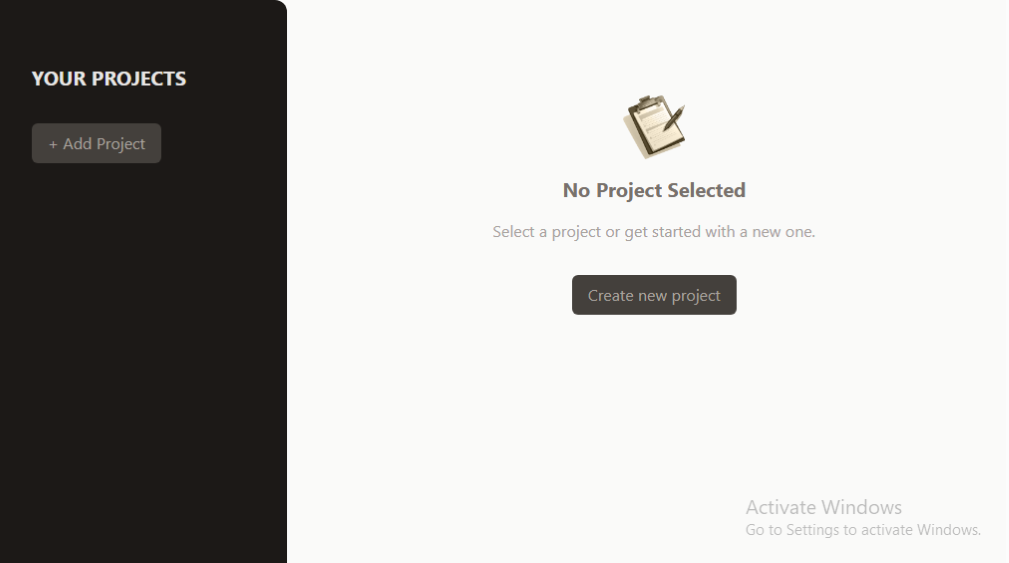 YOUR PROJECTS
+ Add Project
No Project Selected
Select a project or get started with a new one.
Create new project
Activate Windows
Go to Settings to activate Windows.